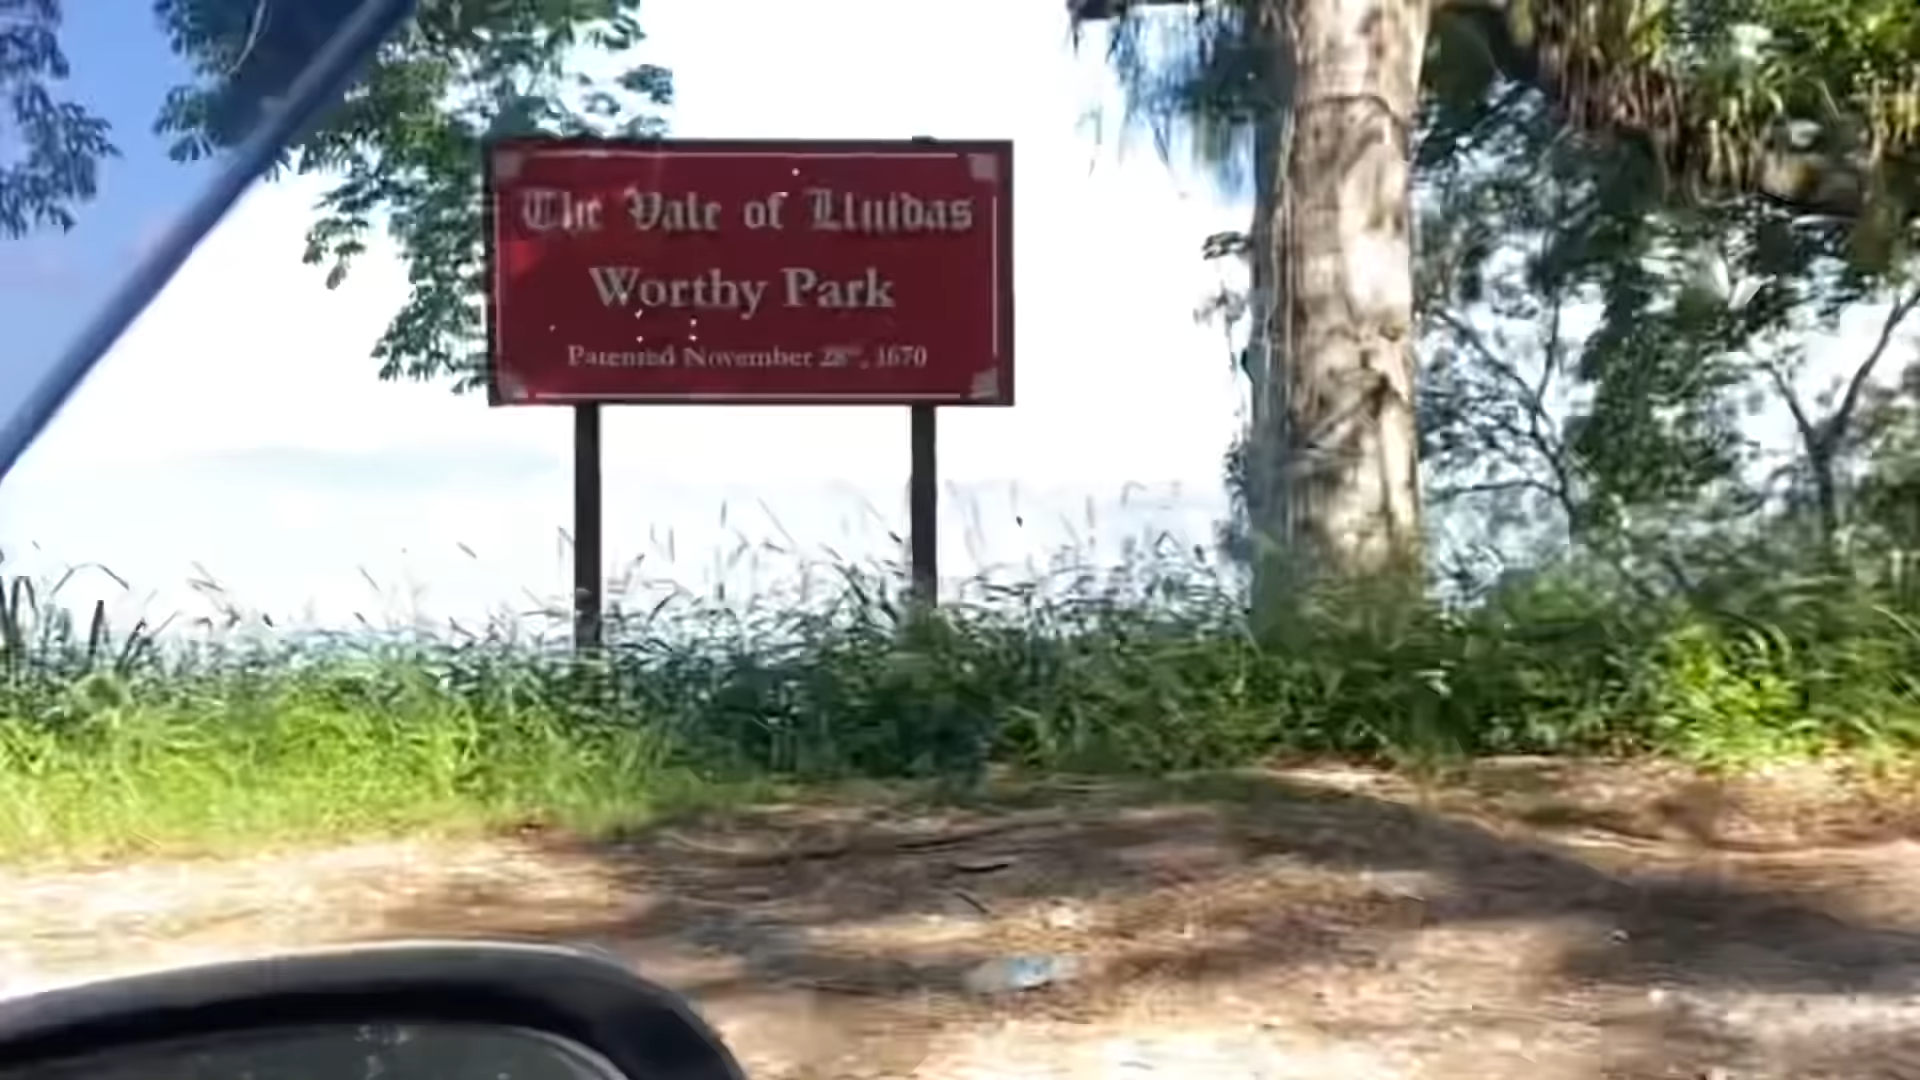 The Vale of Lluidas
Worthy Park
Patented November 28th, 1670